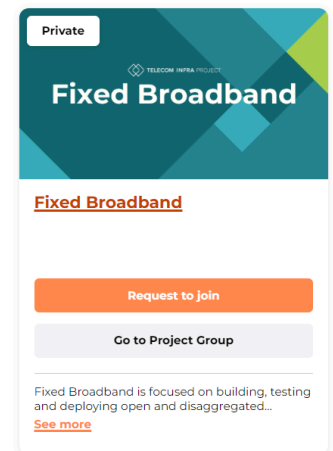 Private
TELECOM INFRA PROJECT
Fixed Broadband
Fixed Broadband
Request to join
Go to Project Group
Fixed Broadband is focused on building, testing
and deploying open and disaggregated...
See more